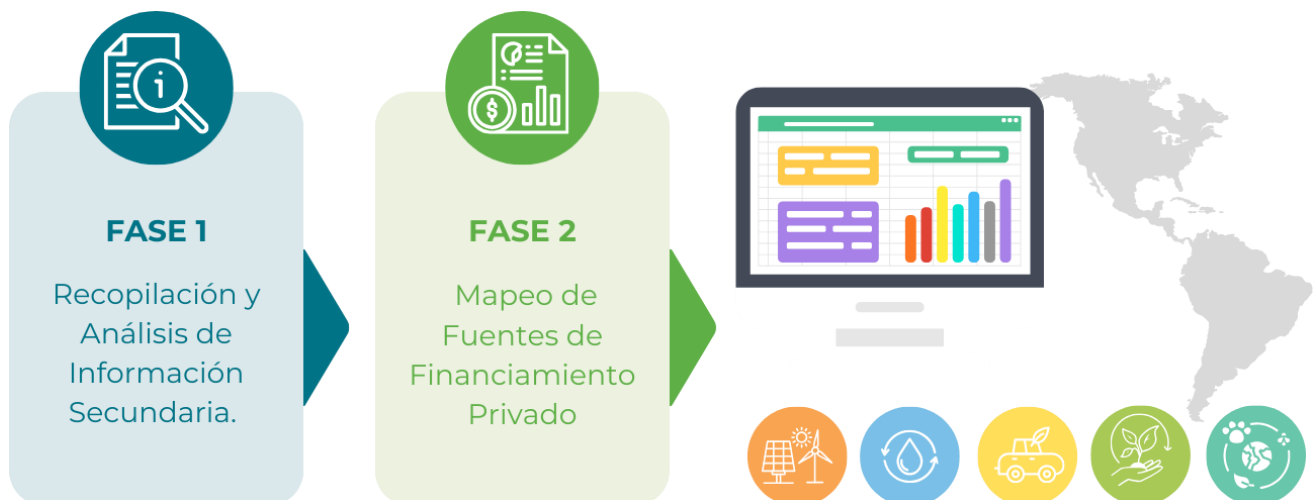 FASE 1
Recopilación y
Análisis de
Información
Secundaria.
FASE 2
Mapeo de
Fuentes de
Financiamiento
Privado